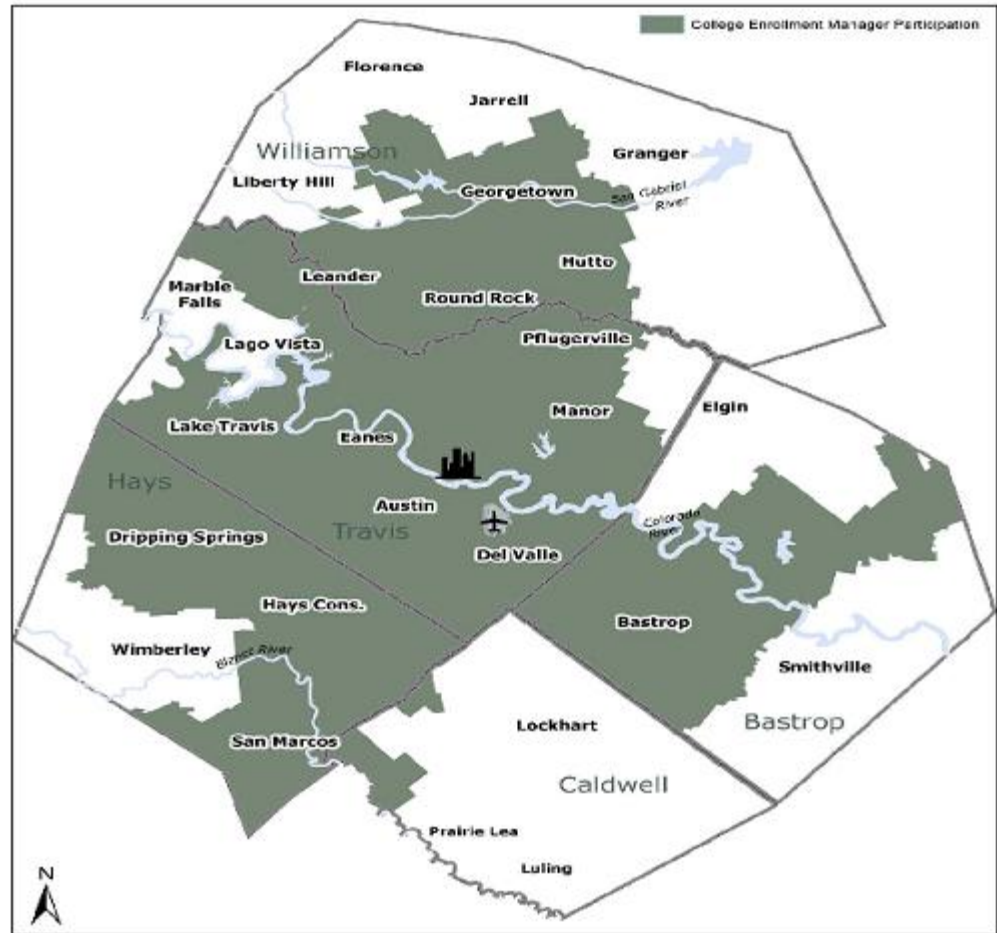 College Enrollment Manager Participation
Florence
Jarrell
Williamson
Granger
Liberty Hill
Georgetown
San Gabriel
River
Hutto
Leander
Marble
Falls
Round Rock
Pflugerville
Lago Vista
Elgin
Manor
Lake Travis
Eanes
Hays
Austin
Travis
Colorado
River
Dripping Springs
Del Valle
Hays Cons.
Bastrop
Wimberley
Blanco River
Smithville
Bastrop
Lockhart
San Marcos
Caldwell
Prairie Lea
Luling
N